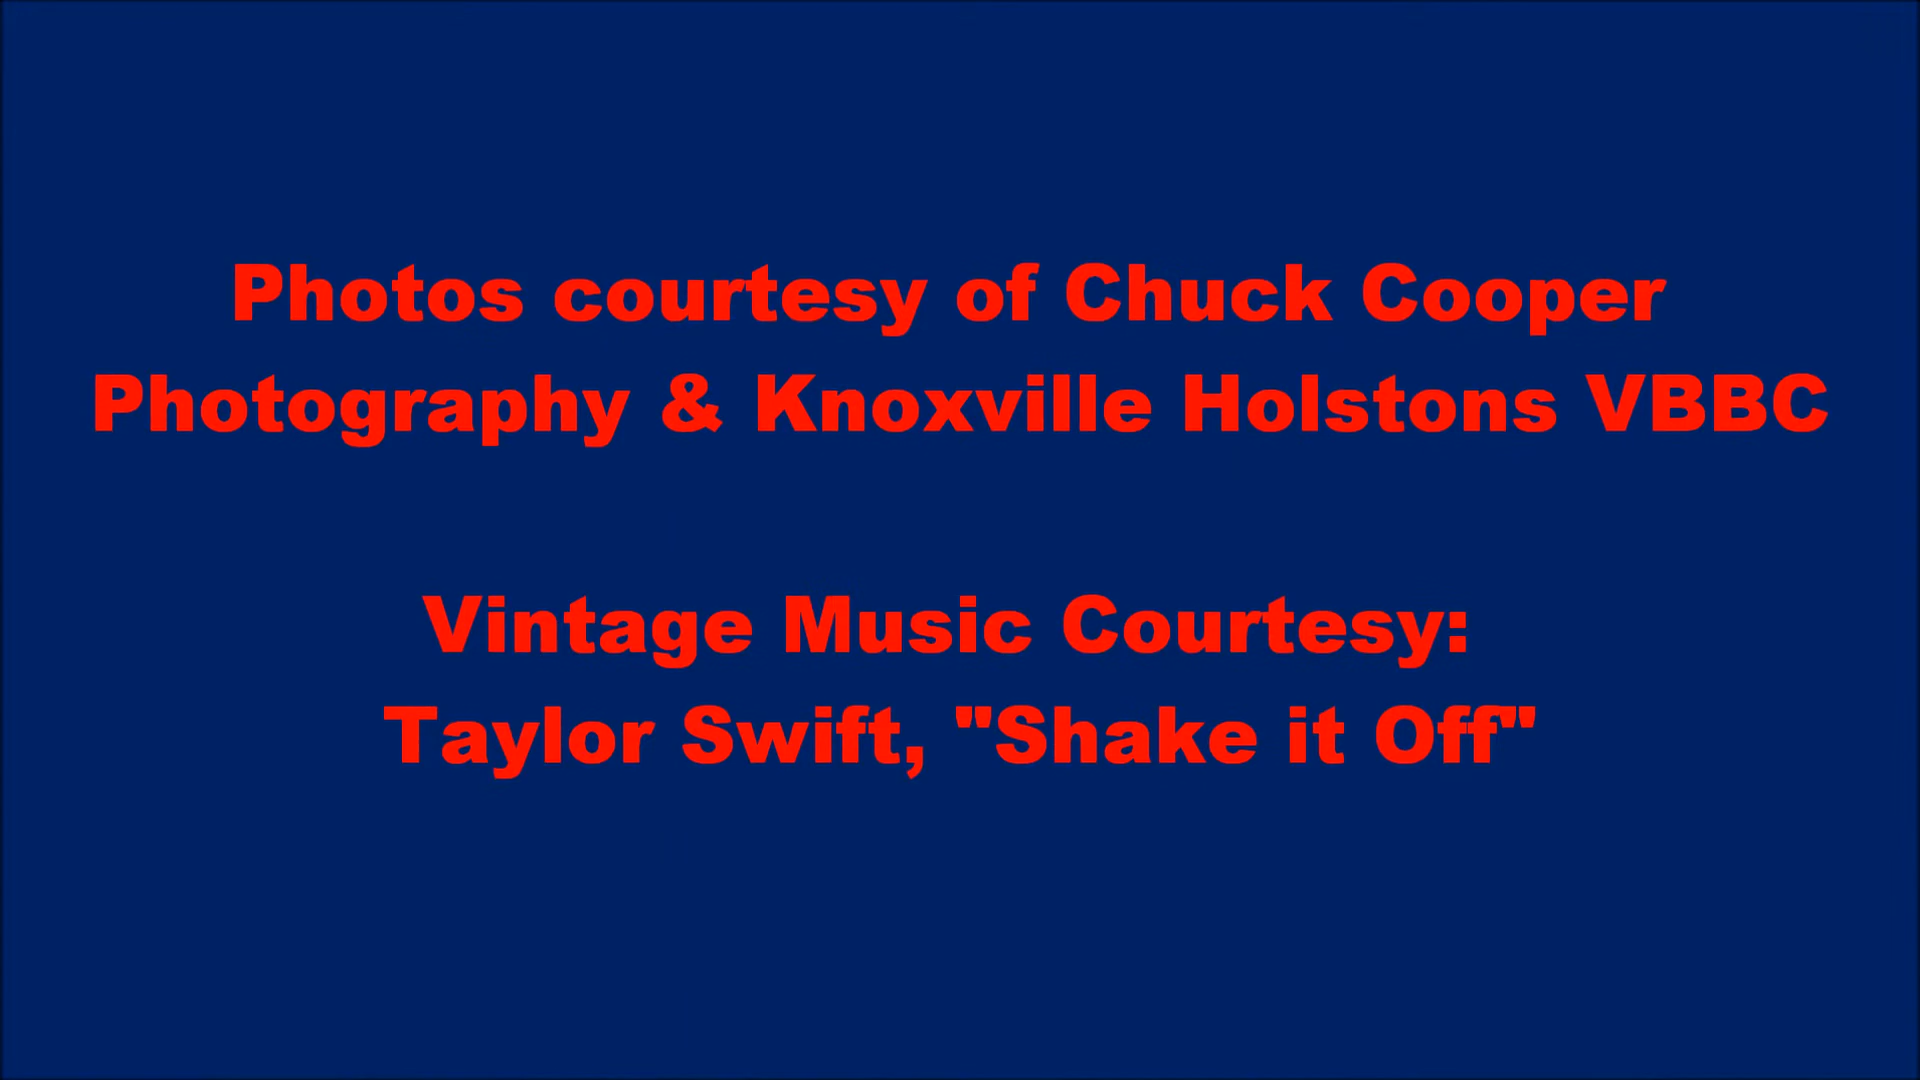 Photos courtesy of Chuck Cooper
Photography & Knoxville Holstons VBBC
Vintage Music Courtesy:
Taylor Swift, "Shake it Off"